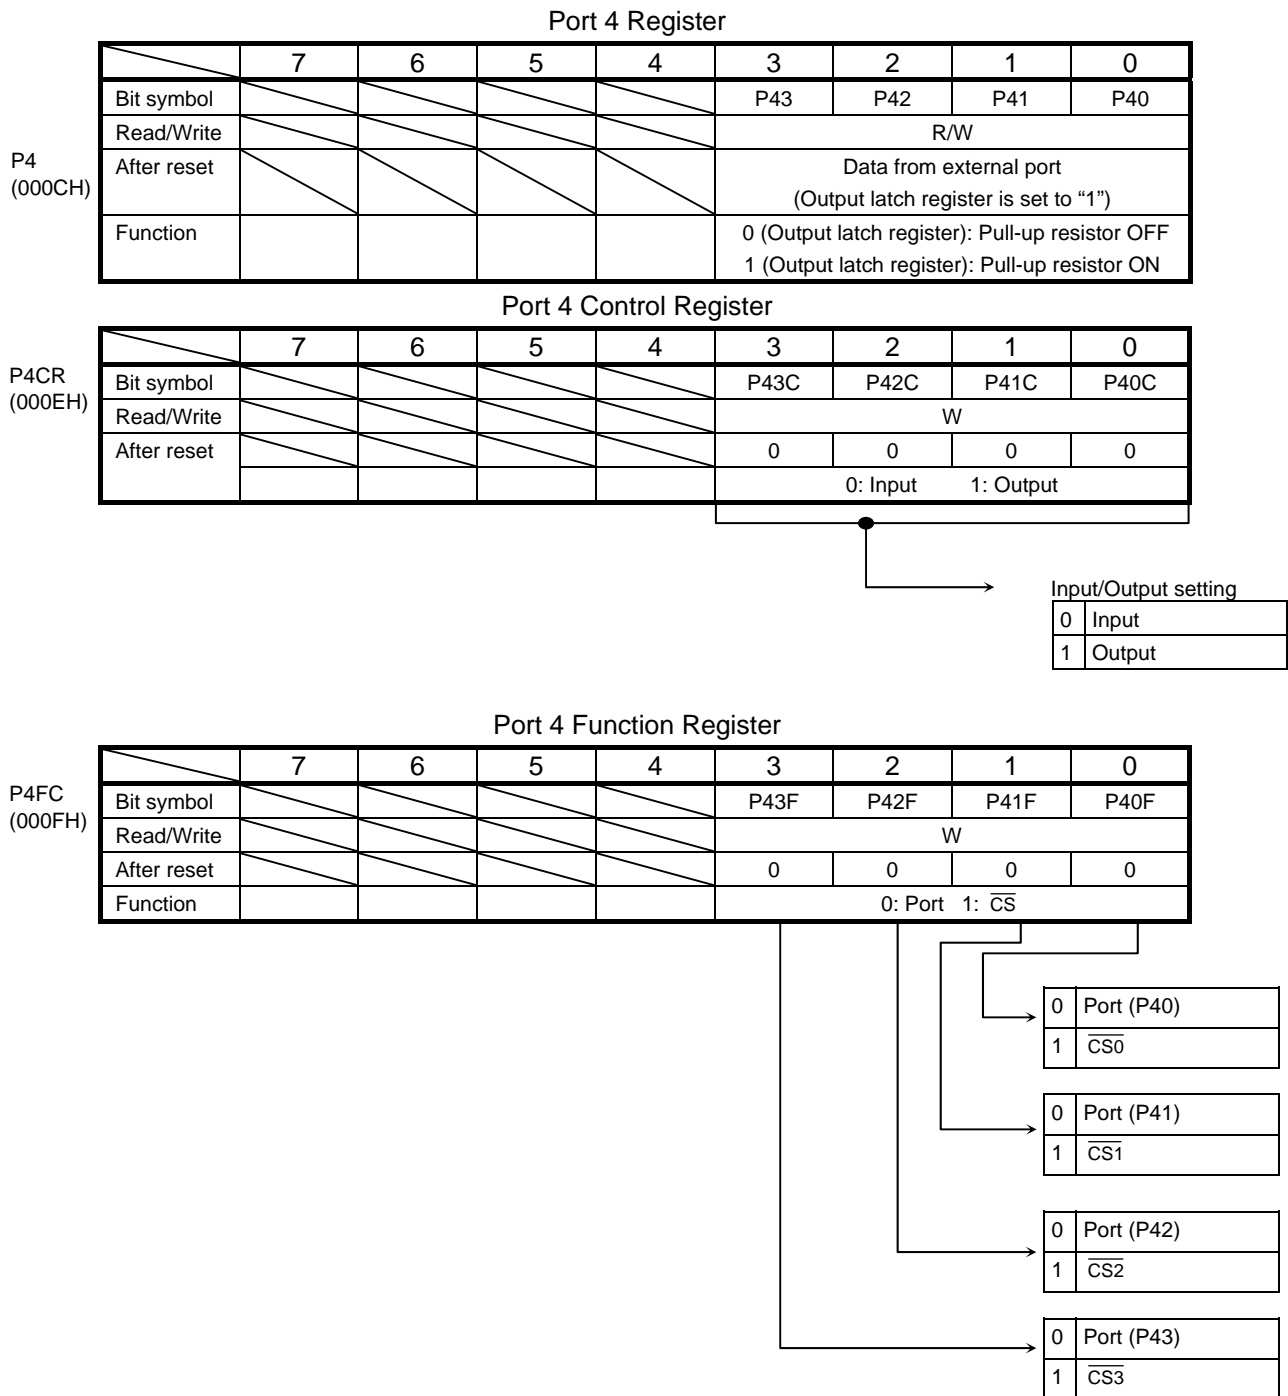 Port 4 Register
7 6 5 4 3 2 1 0
P4
(000CH)
Bit symbol P43 P42 P41 P40
Read/Write R/W
After reset Data from external port
(Output latch register is set to “1”)
Function 0 (Output latch register): Pull-up resistor OFF
1 (Output latch register): Pull-up resistor ON
Port 4 Control Register
7 6 5 4 3 2 1 0
P4CR
(000EH)
Bit symbol P43C P42C P41C P40C
Read/Write W
After reset 0 0 0 0
0: Input 1: Output
Input/Output setting
0 Input
1 Output
Port 4 Function Register
7 6 5 4 3 2 1 0
P4FC
(000FH)
Bit symbol P43F P42F P41F P40F
Read/Write W
After reset 0 0 0 0
Function 0: Port 1: C̅S̅
0 Port (P40)
1 C̅S̅0̅
0 Port (P41)
1 C̅S̅1̅
0 Port (P42)
1 C̅S̅2̅
0 Port (P43)
1 C̅S̅3̅